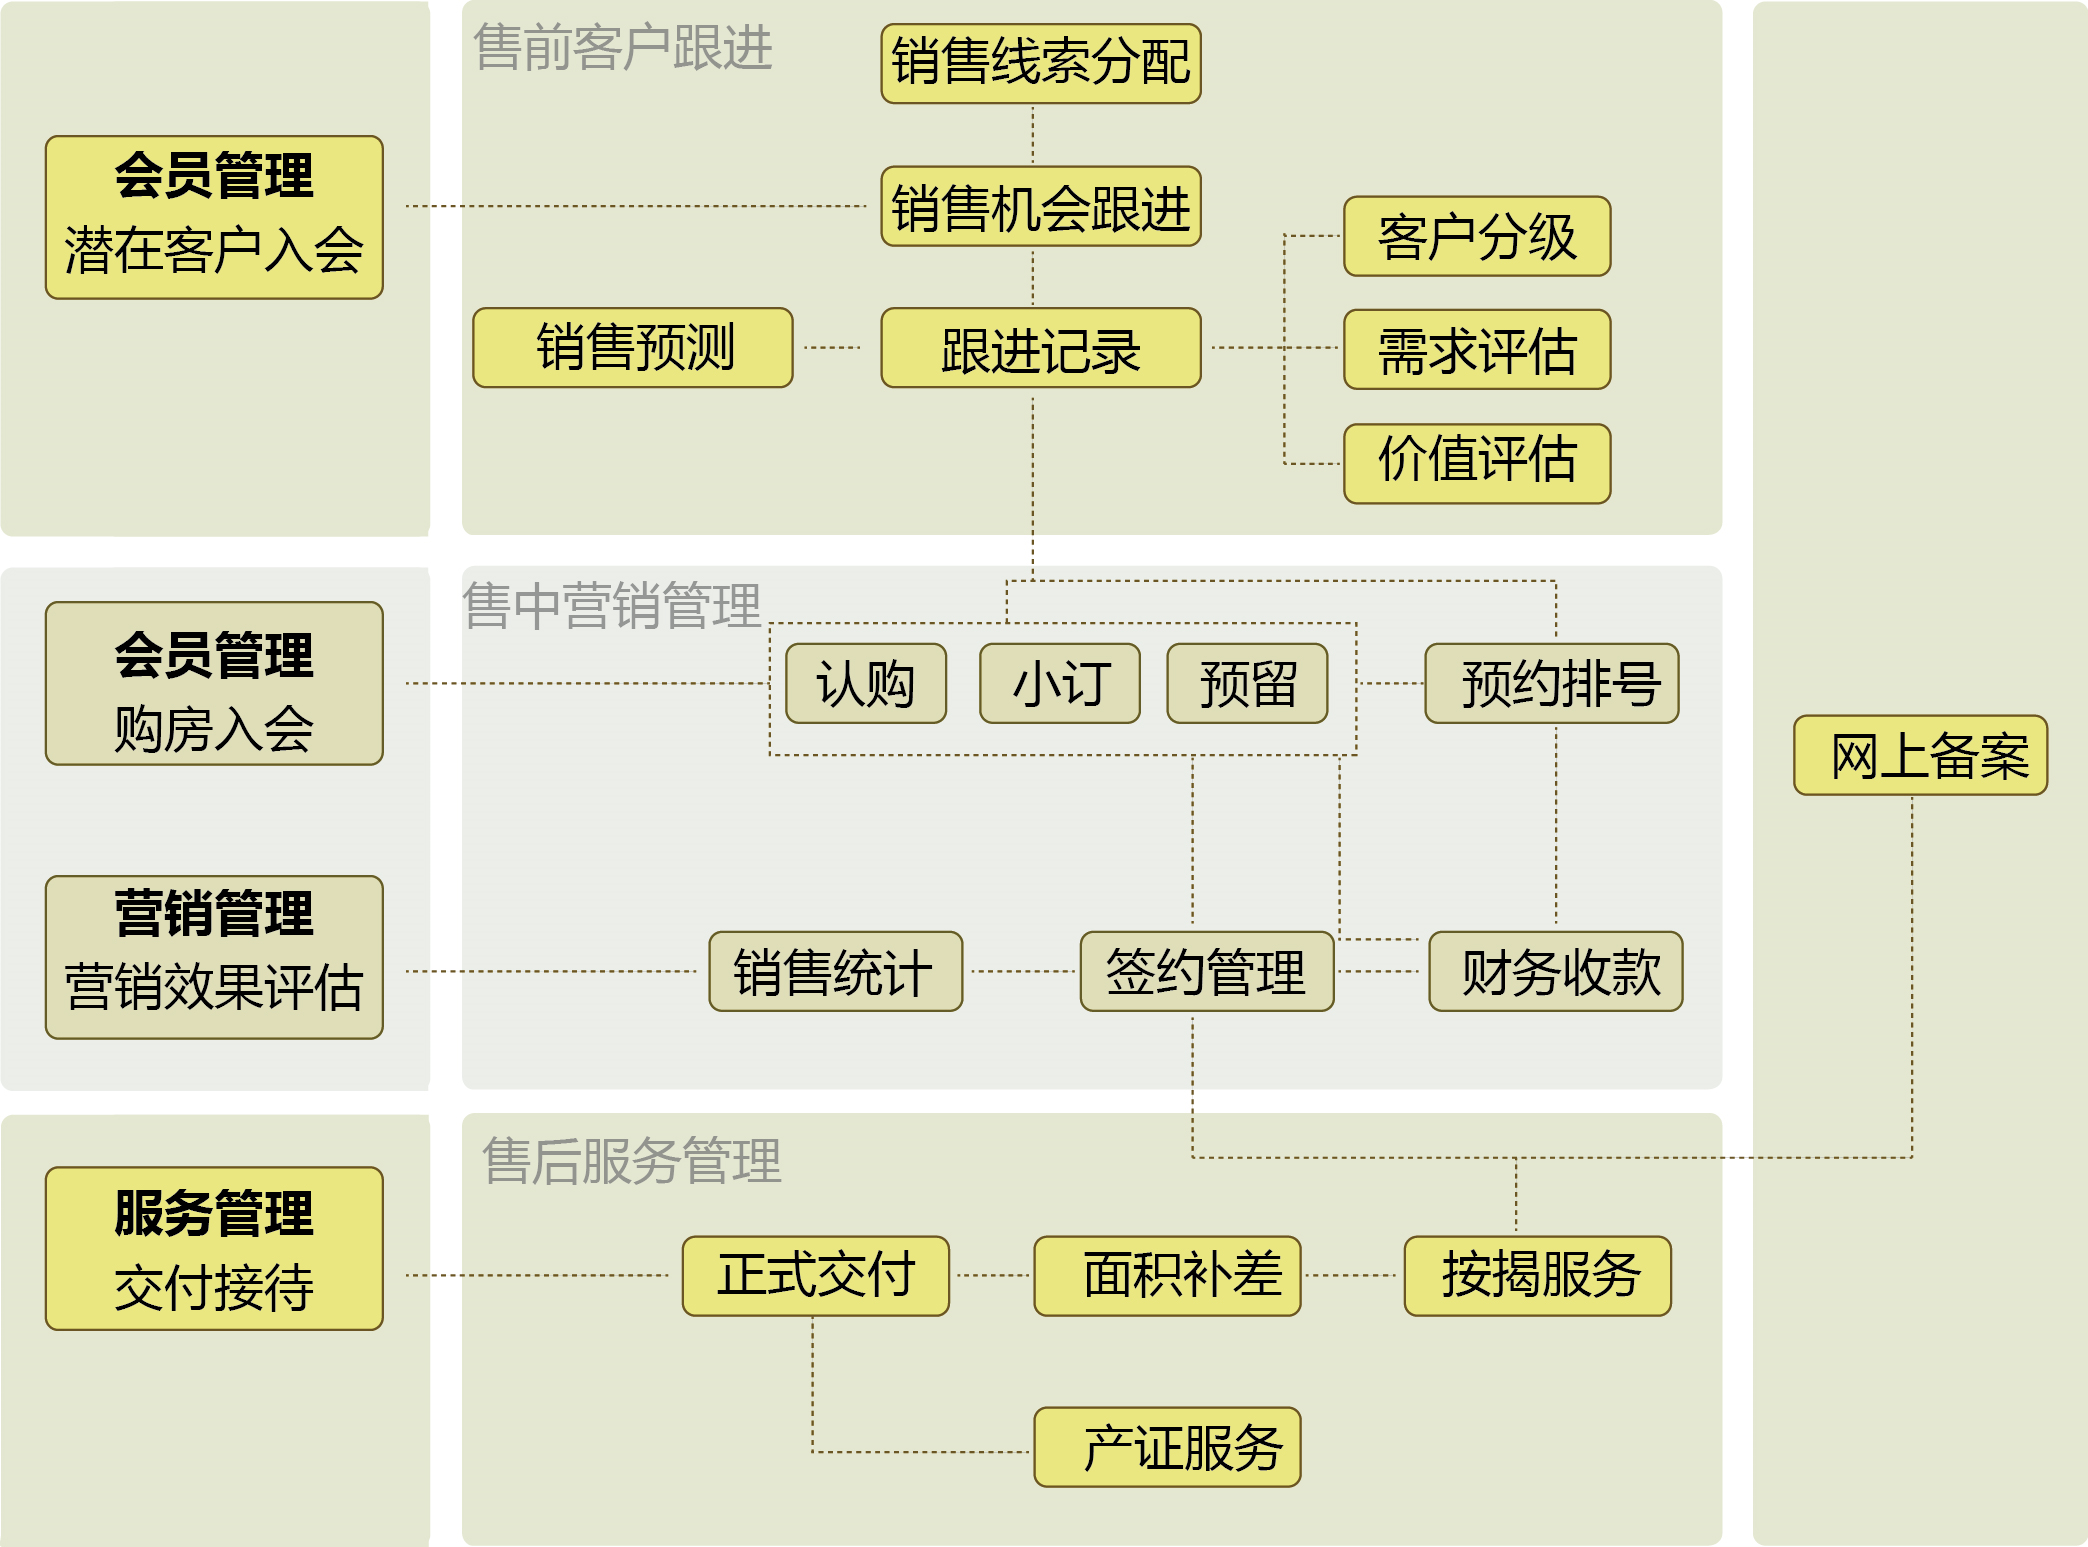 售前客户跟进
销售线索分配
会员管理
潜在客户入会
销售机会跟进
客户分级
销售预测
跟进记录
需求评估
价值评估
售中营销管理
会员管理
购房入会
认购
小订
预留
预约排号
网上备案
营销管理
营销效果评估
销售统计
签约管理
财务收款
售后服务管理
服务管理
交付接待
正式交付
面积补差
按揭服务
产证服务